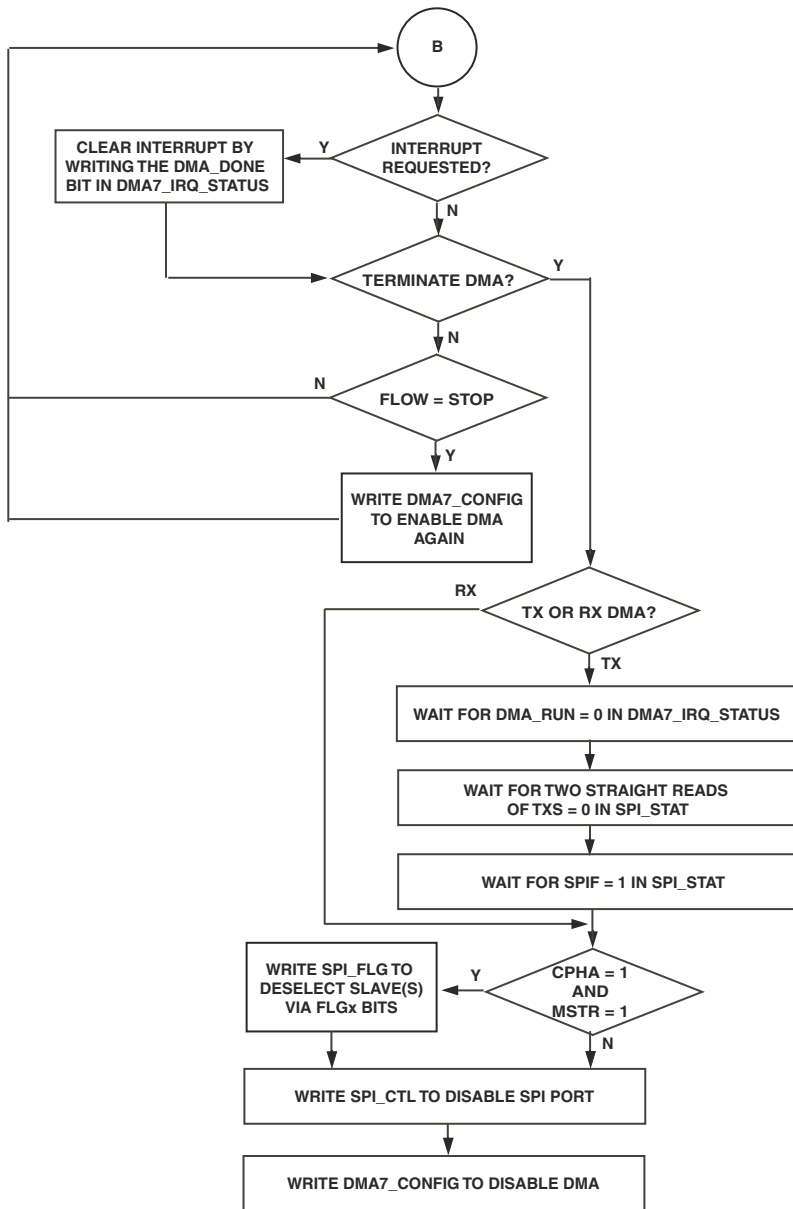 B
INTERRUPT
REQUESTED?
Y
N
CLEAR INTERRUPT BY
WRITING THE DMA_DONE
BIT IN DMA7_IRQ_STATUS
TERMINATE DMA?
Y
N
FLOW = STOP
N
Y
WRITE DMA7_CONFIG
TO ENABLE DMA
AGAIN
TX OR RX DMA?
RX
TX
WAIT FOR DMA_RUN = 0 IN DMA7_IRQ_STATUS
WAIT FOR TWO STRAIGHT READS
OF TXS = 0 IN SPI_STAT
WAIT FOR SPIF = 1 IN SPI_STAT
CPHA = 1
AND
MSTR = 1
Y
N
WRITE SPI_FLG TO
DESELECT SLAVE(S)
VIA FLGx BITS
WRITE SPI_CTL TO DISABLE SPI PORT
WRITE DMA7_CONFIG TO DISABLE DMA